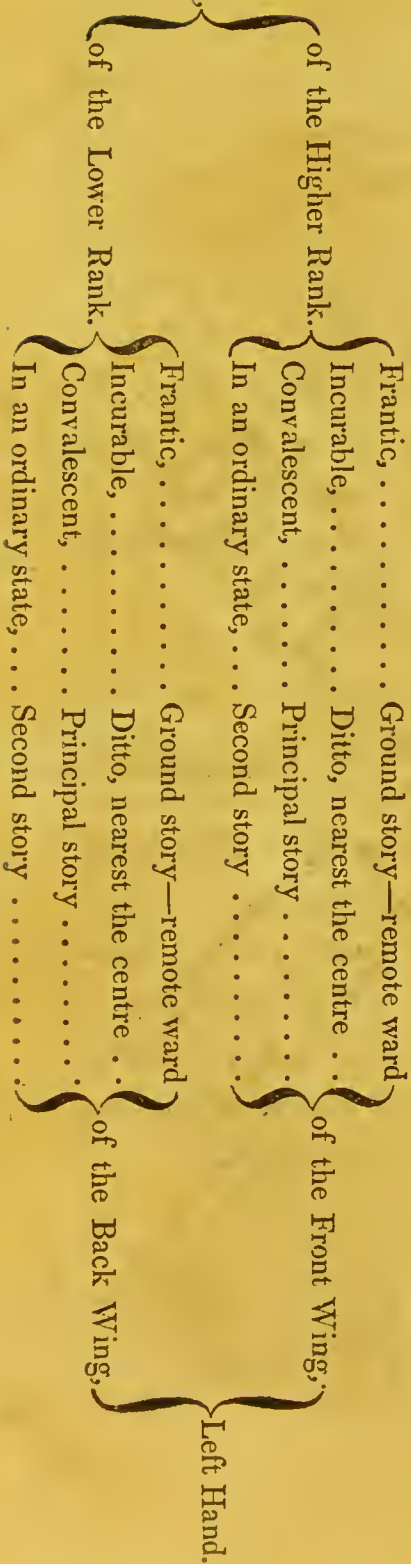 of the Higher Rank.
Frantic, . . . . . . . . . . . Ground story—remote ward
Incurable, . . . . . . . . . . Ditto, nearest the centre . .
Convalescent, . . . . . . . Principal story . . . . . . . . .
In an ordinary state, . . . Second story . . . . . . . . . .
of the Front Wing,
of the Lower Rank.
Frantic, . . . . . . . . . . . Ground story—remote ward
Incurable, . . . . . . . . . . Ditto, nearest the centre . .
Convalescent, . . . . . . . Principal story . . . . . . . . .
In an ordinary state, . . . Second story . . . . . . . . . .
of the Back Wing,
Left Hand.